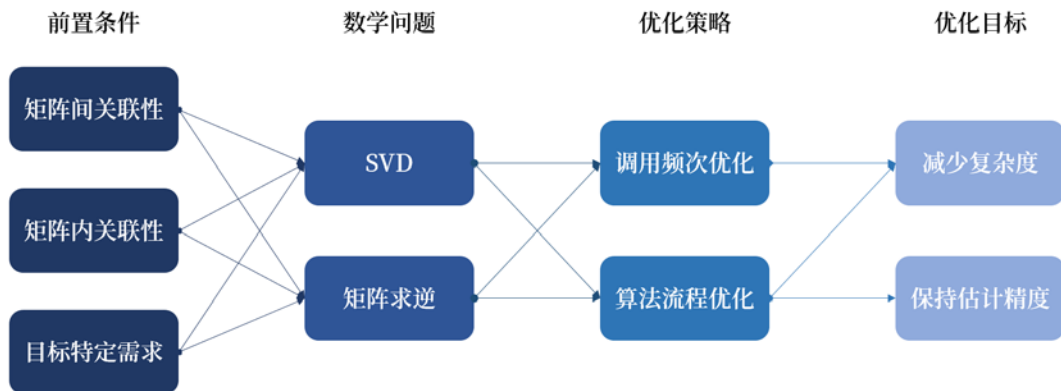 前置条件
数学问题
优化策略
优化目标
矩阵间关联性
矩阵内关联性
目标特定需求
SVD
矩阵求逆
调用频次优化
算法流程优化
减少复杂度
保持估计精度